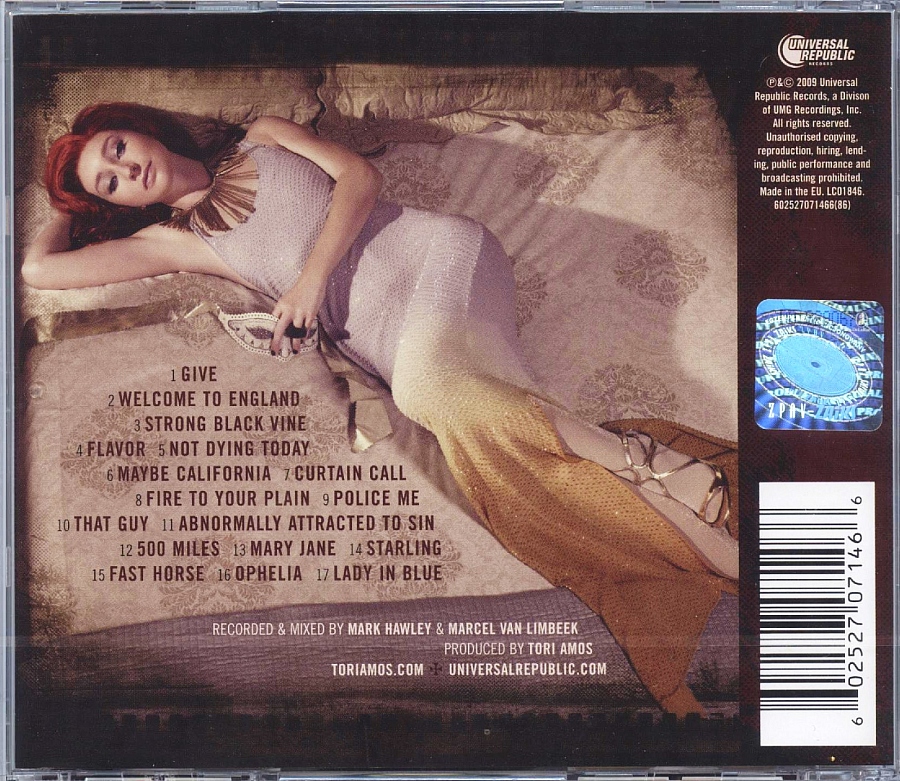 1 GIVE
2 WELCOME TO ENGLAND
3 STRONG BLACK VINE
4 FLAVOR 5 NOT DYING TODAY
6 MAYBE CALIFORNIA 7 CURTAIN CALL
8 FIRE TO YOUR PLAIN 9 POLICE ME
10 THAT GUY 11 ABNORMALLY ATTRACTED TO SIN
12 500 MILES 13 MARY JANE 14 STARLING
15 FAST HORSE 16 OPHELIA 17 LADY IN BLUE
RECORDED & MIXED BY MARK HAWLEY & MARCEL VAN LIMBEEK
PRODUCED BY TORI AMOS
TORIAMOS.COM UNIVERSALREPUBLIC.COM
UNIVERSAL
REPUBLIC
RECORDS
℗&© 2009 Universal
Republic Records, a Divison
of UMG Recordings, Inc.
All rights reserved.
Unauthorised copying,
reproduction, hiring, lend-
ing, public performance and
broadcasting prohibited.
Made in the EU. LC01846.
602527071466(86)
ZPAV
6 02527 07146 6